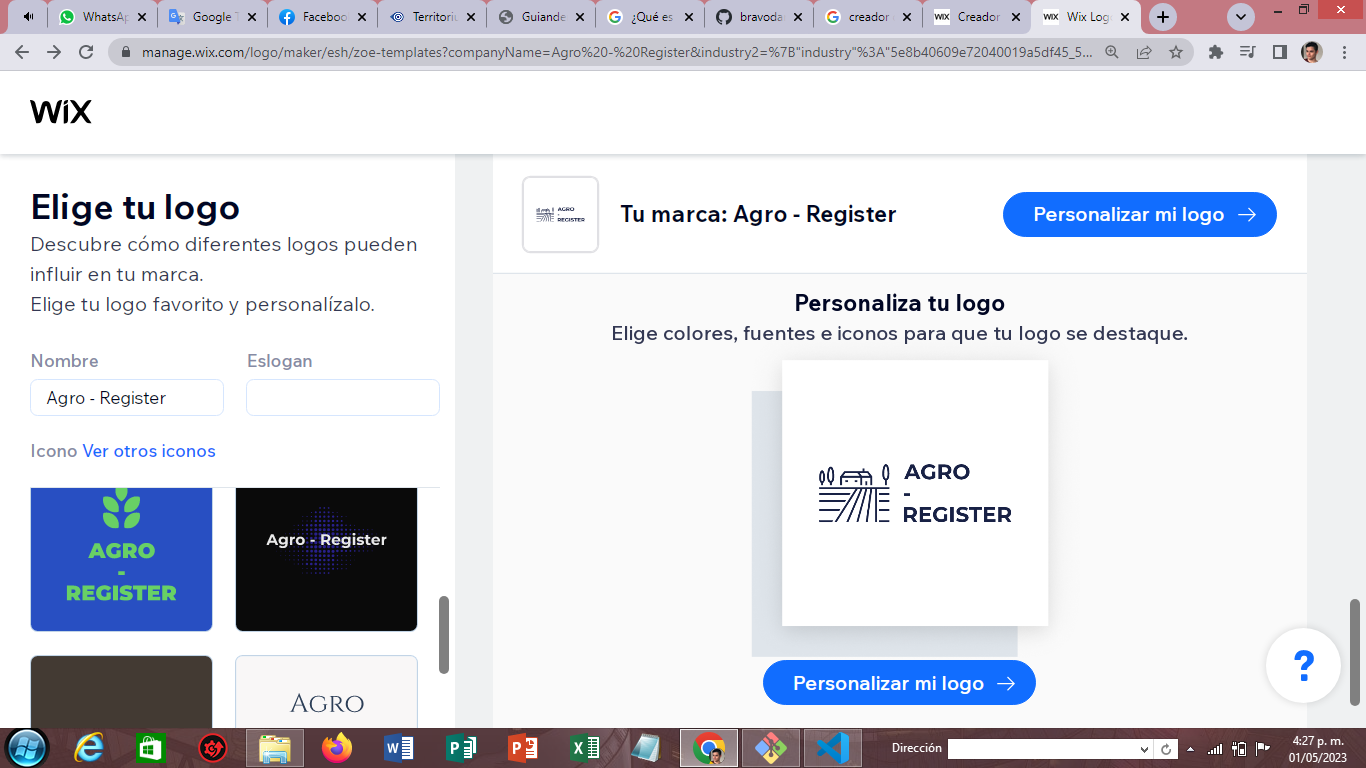 WhatsAp
Google T
Faceboo
Territoriu
Guiande
¿Qué es
bravoda
creador
Creador
WIX
Wix Log
WIX
manage.wix.com/logo/maker/esh/zoe-templates?companyName=Agro%20-%20Register&industry2=%7B"industry"%3A"5e8b40609e72040019a5df45_5...
WIX
Elige tu logo
Descubre cómo diferentes logos pueden
influir en tu marca.
Elige tu logo favorito y personalízalo.
Nombre
Eslogan
Agro - Register
Icono Ver otros iconos
AGRO
-
REGISTER
Agro - Register
AGRO
AGRO
-
REGISTER
Tu marca: Agro - Register
Personalizar mi logo
Personaliza tu logo
Elige colores, fuentes e iconos para que tu logo se destaque.
AGRO
-
REGISTER
Personalizar mi logo
?
Dirección
4:27 p. m.
01/05/2023